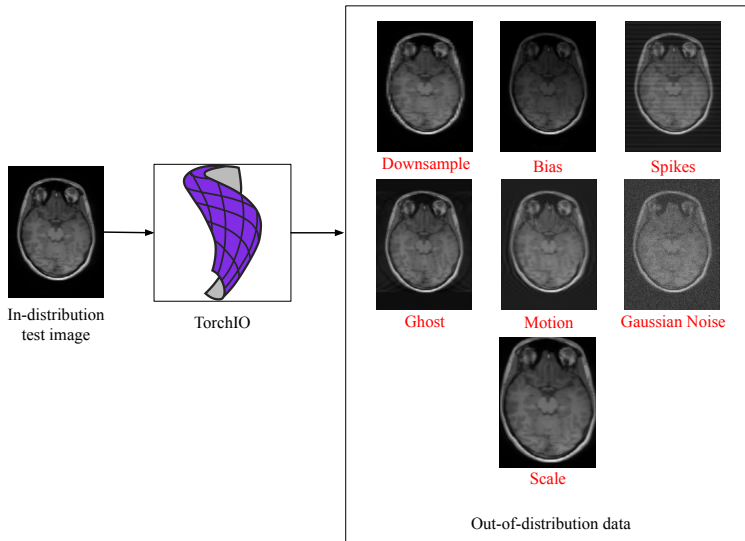 Downsample
Bias
Spikes
In-distribution
test image
TorchIO
Ghost
Motion
Gaussian Noise
Scale
Out-of-distribution data